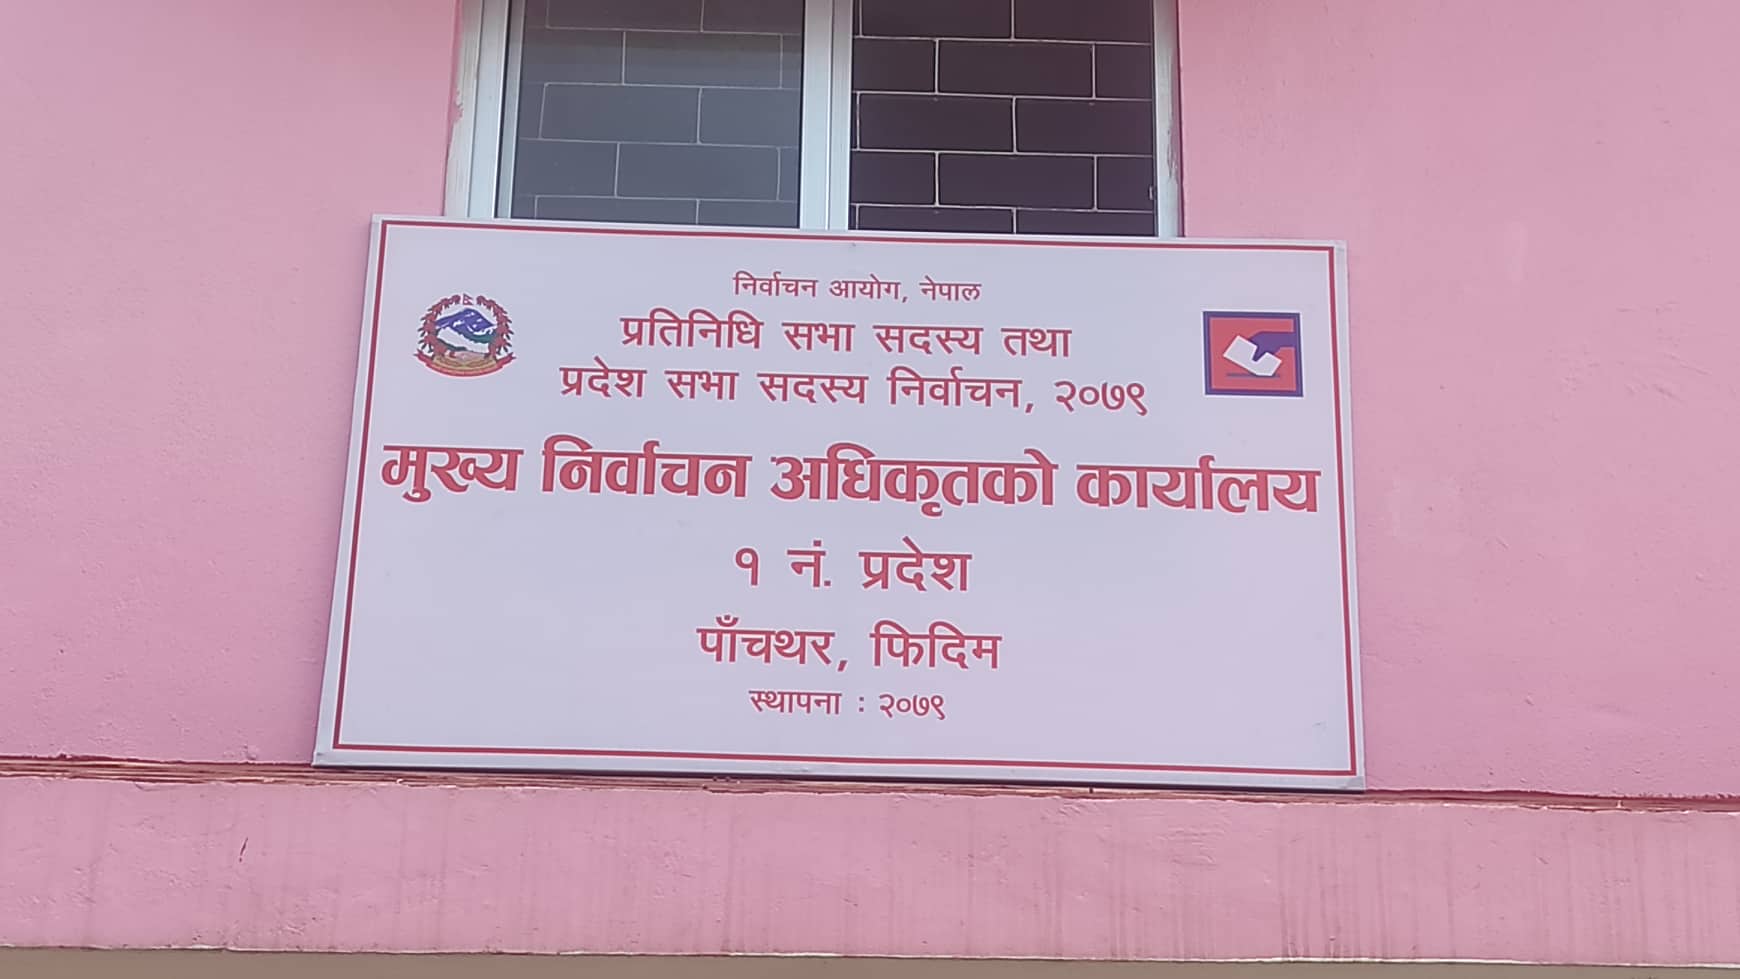 निर्वाचन आयोग, नेपाल
प्रतिनिधि सभा सदस्य तथा
प्रदेश सभा सदस्य निर्वाचन, २०७९
मुख्य निर्वाचन अधिकृतको कार्यालय
१ नं. प्रदेश
पाँचथर, फिदिम
स्थापना : २०७९